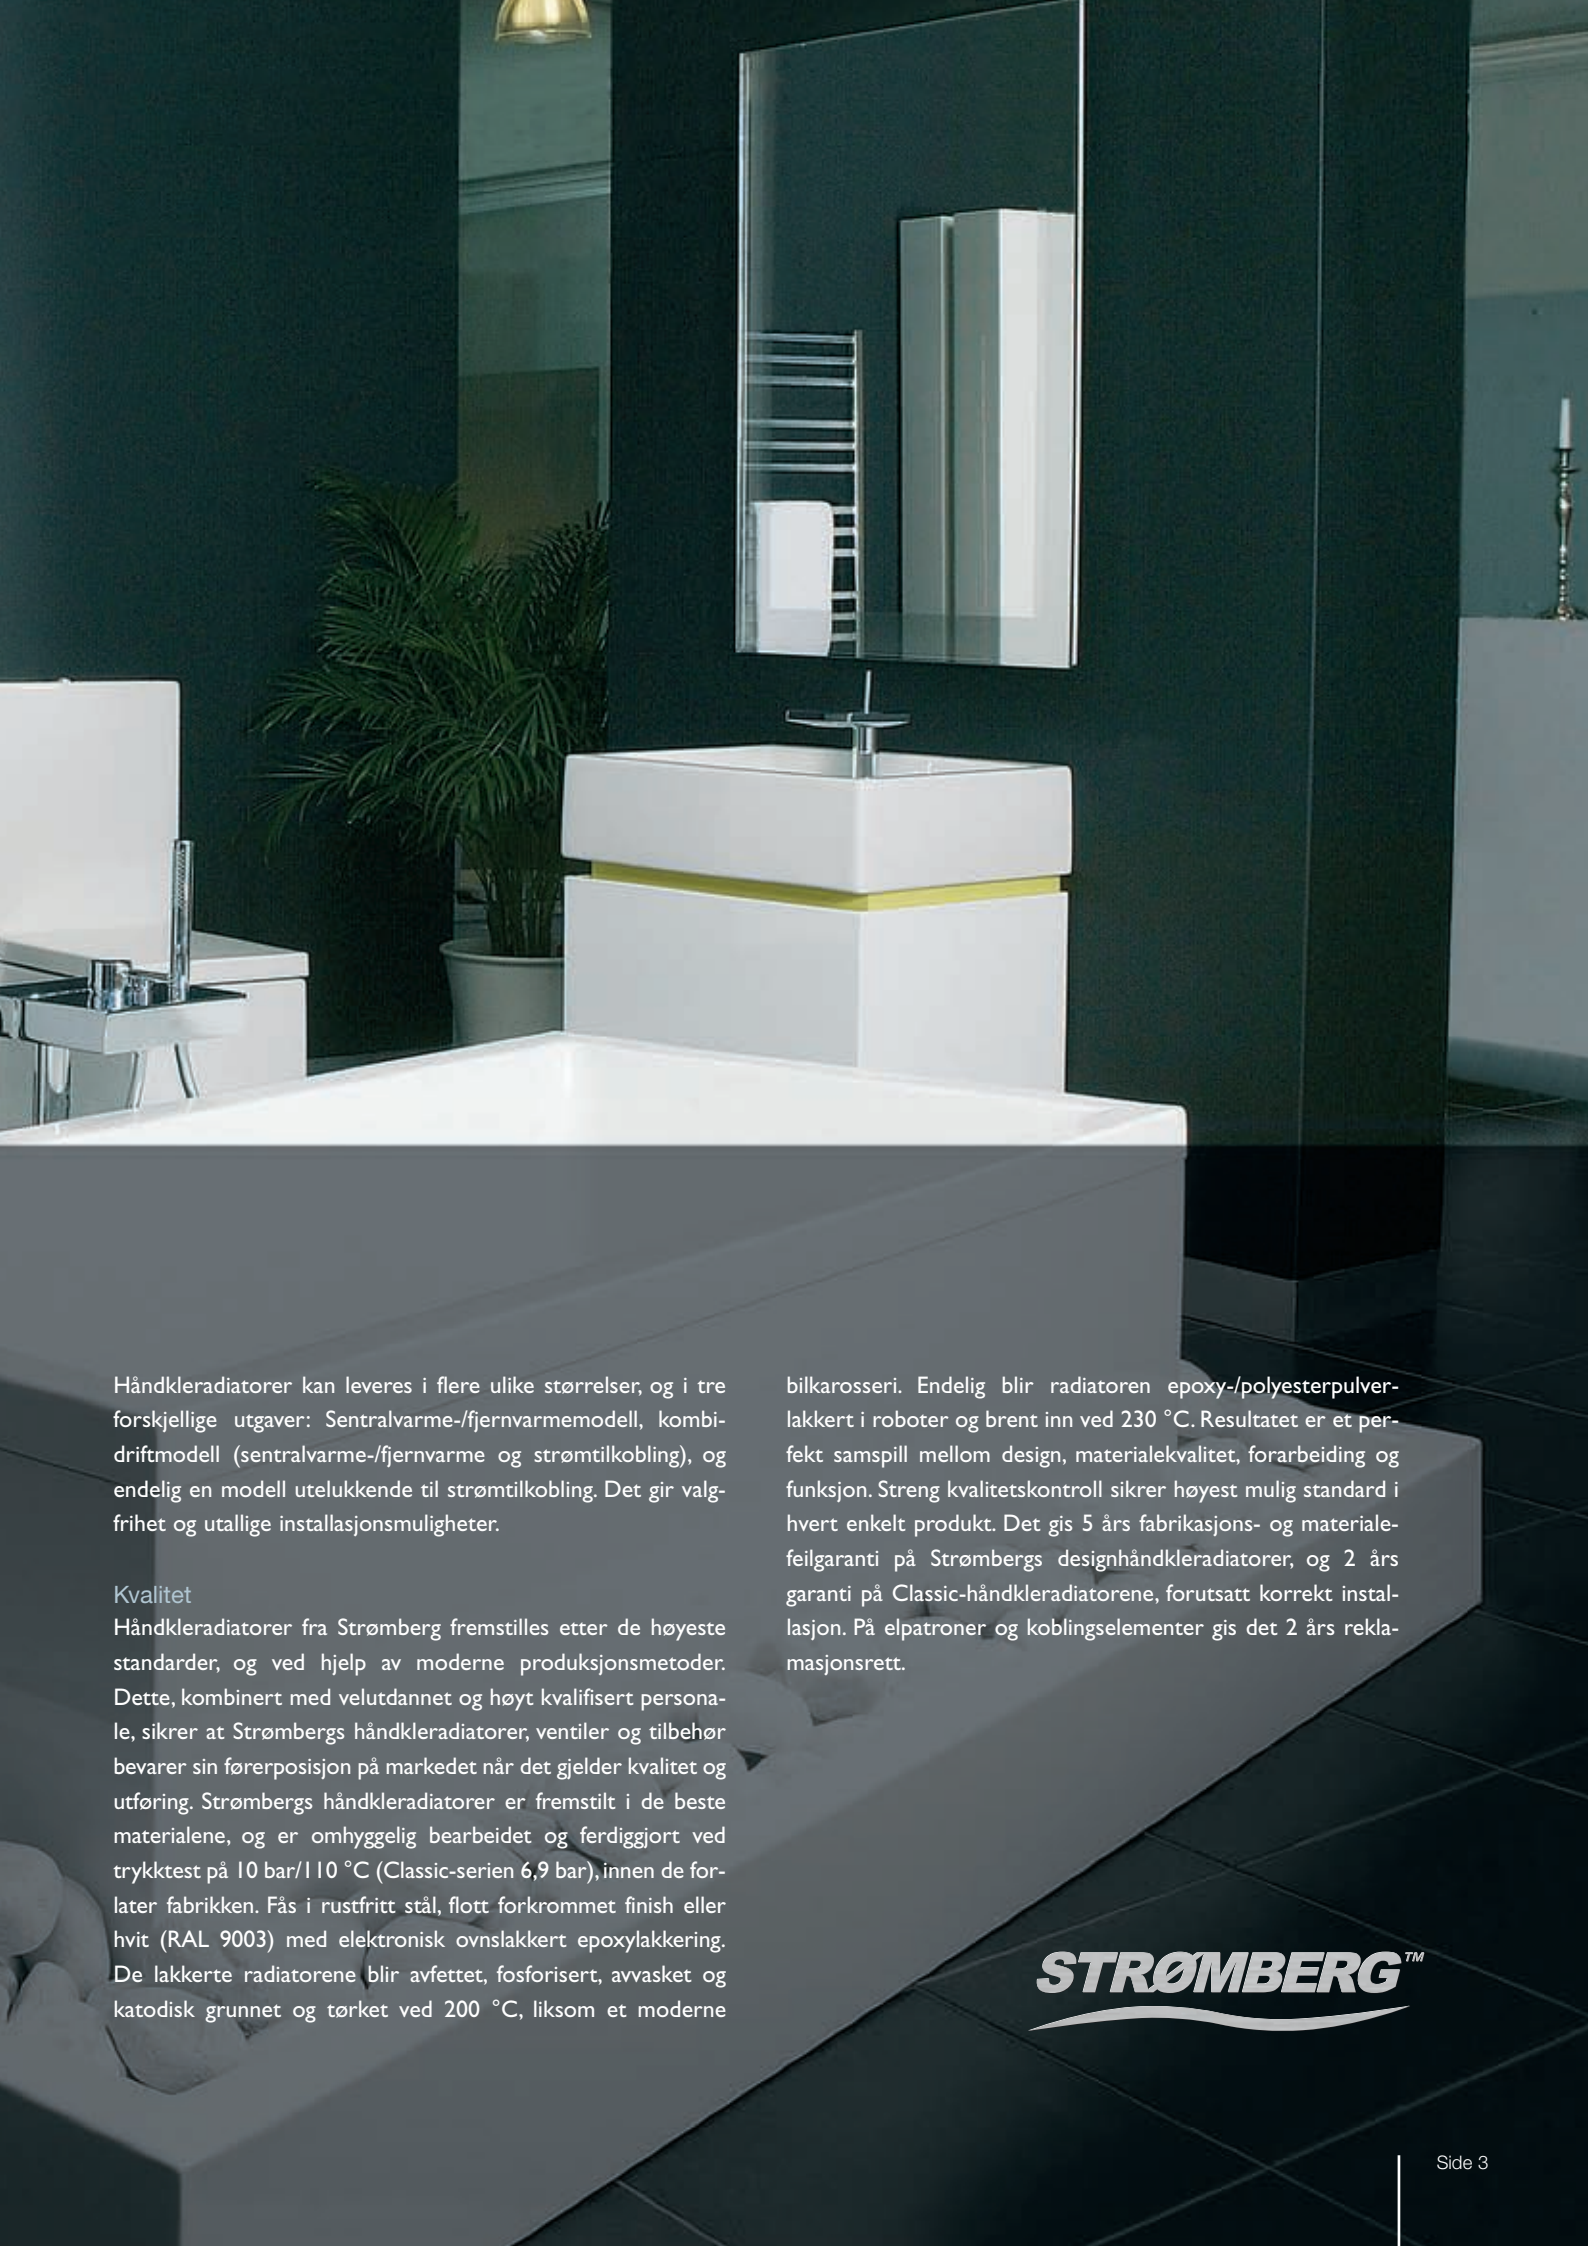 Håndkleradiatorer kan leveres i flere ulike størrelser, og i tre
forskjellige utgaver: Sentralvarme-/fjernvarmemodell, kombi-
driftmodell (sentralvarme-/fjernvarme og strømtilkobling), og
endelig en modell utelukkende til strømtilkobling. Det gir valg-
frihet og utallige installasjonsmuligheter.
Kvalitet
Håndkleradiatorer fra Strømberg fremstilles etter de høyeste
standarder, og ved hjelp av moderne produksjonsmetoder.
Dette, kombinert med velutdannet og høyt kvalifisert persona-
le, sikrer at Strømbergs håndkleradiatorer, ventiler og tilbehør
bevarer sin førerposisjon på markedet når det gjelder kvalitet og
utføring. Strømbergs håndkleradiatorer er fremstilt i de beste
materialene, og er omhyggelig bearbeidet og ferdiggjort ved
trykktest på 10 bar/110 °C (Classic-serien 6,9 bar), innen de for-
later fabrikken. Fås i rustfritt stål, flott forkrommet finish eller
hvit (RAL 9003) med elektronisk ovnslakkert epoxylakkering.
De lakkerte radiatorene blir avfettet, fosforisert, avvasket og
katodisk grunnet og tørket ved 200 °C, liksom et moderne
bilkarosseri. Endelig blir radiatoren epoxy-/polyesterpulver-
lakkert i roboter og brent inn ved 230 °C. Resultatet er et per-
fekt samspill mellom design, materialekvalitet, forarbeiding og
funksjon. Streng kvalitetskontroll sikrer høyest mulig standard i
hvert enkelt produkt. Det gis 5 års fabrikasjons- og materiale-
feilgaranti på Strømbergs designhåndkleradiatorer, og 2 års
garanti på Classic-håndkleradiatorene, forutsatt korrekt instal-
lasjon. På elpatroner og koblingselementer gis det 2 års rekla-
masjonsrett.
STRØMBERG™
Side 3